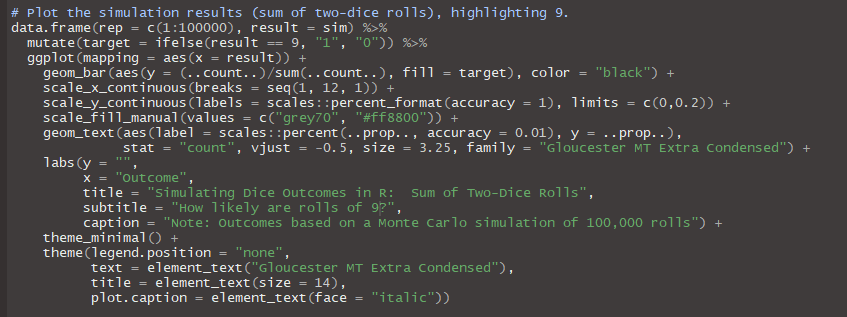 # Plot the simulation results (sum of two-dice rolls), highlighting 9.
data.frame(rep = c(1:100000), result = sim) %>%
  mutate(target = ifelse(result == 9, "1", "0")) %>%
  ggplot(mapping = aes(x = result)) +
    geom_bar(aes(y = (..count..)/sum(..count..), fill = target), color = "black") +
    scale_x_continuous(breaks = seq(1, 12, 1)) +
    scale_y_continuous(labels = scales::percent_format(accuracy = 1), limits = c(0,0.2)) +
    scale_fill_manual(values = c("grey70", "#ff8800")) +
    geom_text(aes(label = scales::percent(..prop.., accuracy = 0.01), y = ..prop..),
              stat = "count", vjust = -0.5, size = 3.25, family = "Gloucester MT Extra Condensed") +
    labs(y = "",
         x = "Outcome",
         title = "Simulating Dice Outcomes in R:  Sum of Two-Dice Rolls",
         subtitle = "How likely are rolls of 9?",
         caption = "Note: Outcomes based on a Monte Carlo simulation of 100,000 rolls") +
    theme_minimal() +
    theme(legend.position = "none",
          text = element_text("Gloucester MT Extra Condensed"),
          title = element_text(size = 14),
          plot.caption = element_text(face = "italic"))